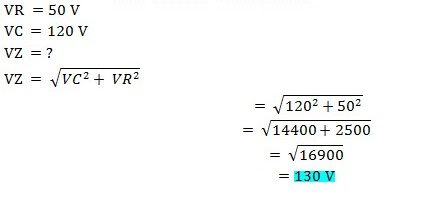 VR = 50 V
VC = 120 V
VZ = ?
VZ = √(VC² + VR²)
= √(120² + 50²)
= √(14400 + 2500)
= √16900
= 130 V